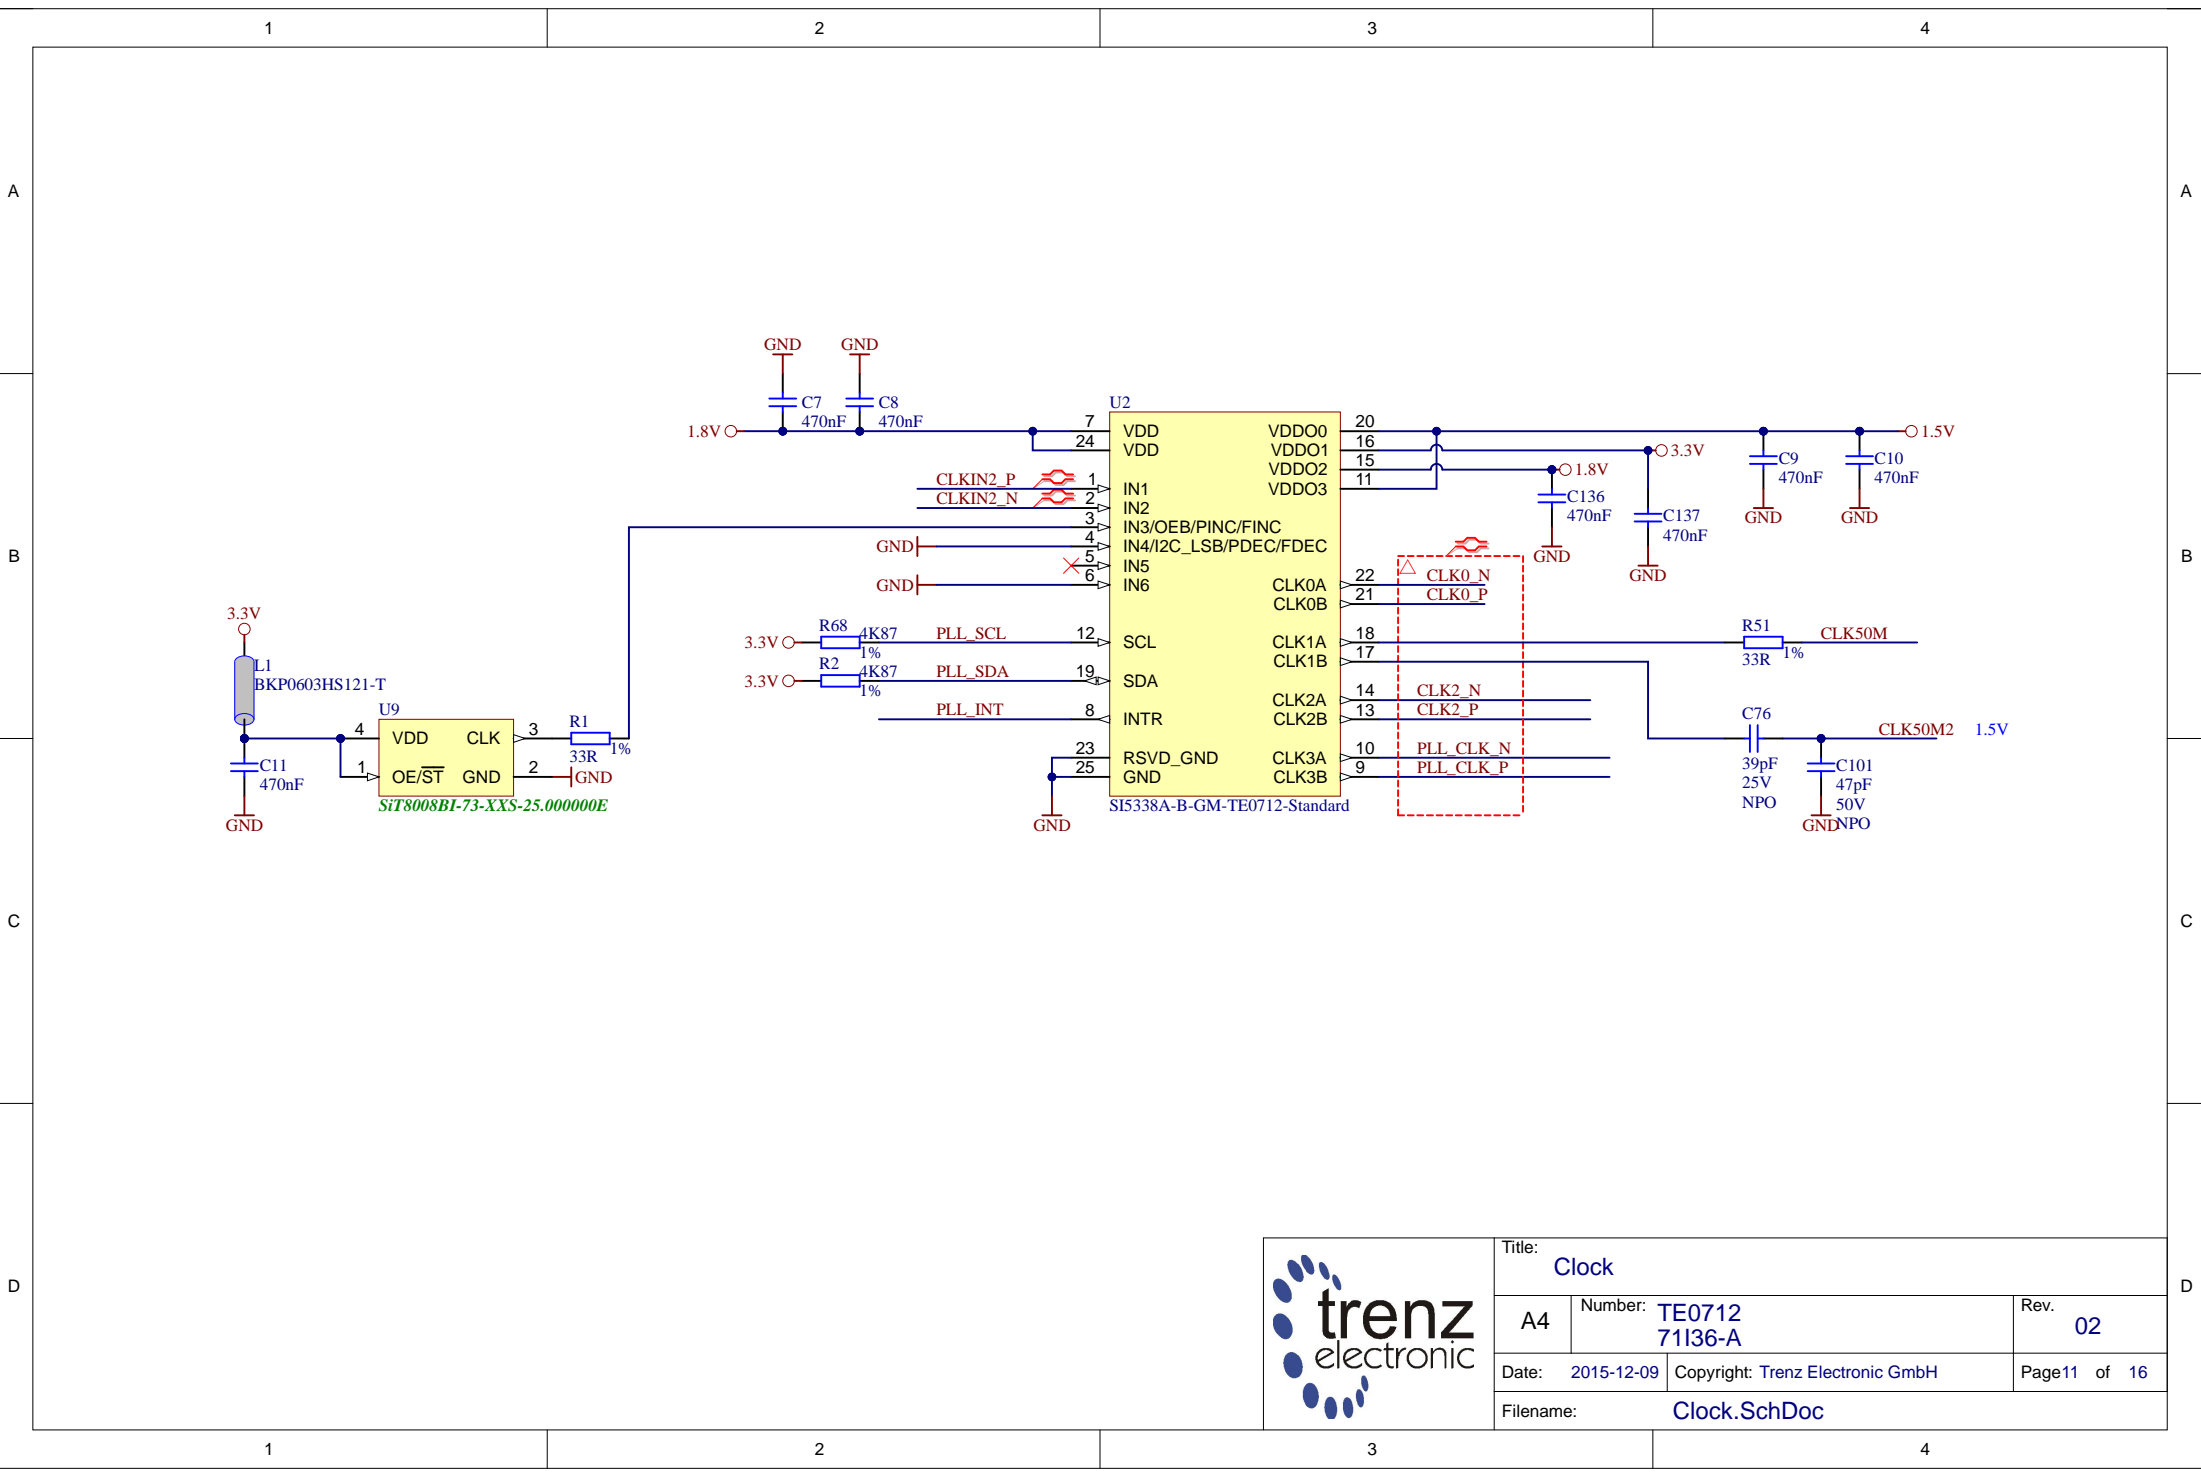 1 2 3 4
A A
B B
C C
D D
GND GND
C7 470nF
C8 470nF
1.8V
U2
7 VDD
24 VDD
CLKIN2_P 1 IN1
CLKIN2_N 2 IN2
3 IN3/OEB/PINC/FINC
GND 4 IN4/I2C_LSB/PDEC/FDEC
5 IN5
GND 6 IN6
3.3V R68 4K87 1% PLL_SCL 12 SCL
3.3V R2 4K87 1% PLL_SDA 19 SDA
PLL_INT 8 INTR
23 RSVD_GND
25 GND
GND
VDDO0 20
VDDO1 16
VDDO2 15
VDDO3 11
CLK0A 22 CLK0_N
CLK0B 21 CLK0_P
CLK1A 18
CLK1B 17
CLK2A 14 CLK2_N
CLK2B 13 CLK2_P
CLK3A 10 PLL_CLK_N
CLK3B 9 PLL_CLK_P
SI5338A-B-GM-TE0712-Standard
1.5V
3.3V
1.8V
C136 470nF GND
C137 470nF GND
C9 470nF GND
C10 470nF GND
R51 33R 1% CLK50M
C76 39pF 25V NPO
CLK50M2 1.5V
C101 47pF 50V NPO
GND
3.3V
L1
BKP0603HS121-T
C11 470nF
GND
U9
4 VDD CLK 3
1 OE/ST GND 2
GND
R1 33R 1%
SiT8008BI-73-XXS-25.000000E
trenz
electronic
Title:
Clock
A4
Number: TE0712
71I36-A
Rev.
02
Date: 2015-12-09
Copyright: Trenz Electronic GmbH
Page11 of 16
Filename: Clock.SchDoc
1 2 3 4